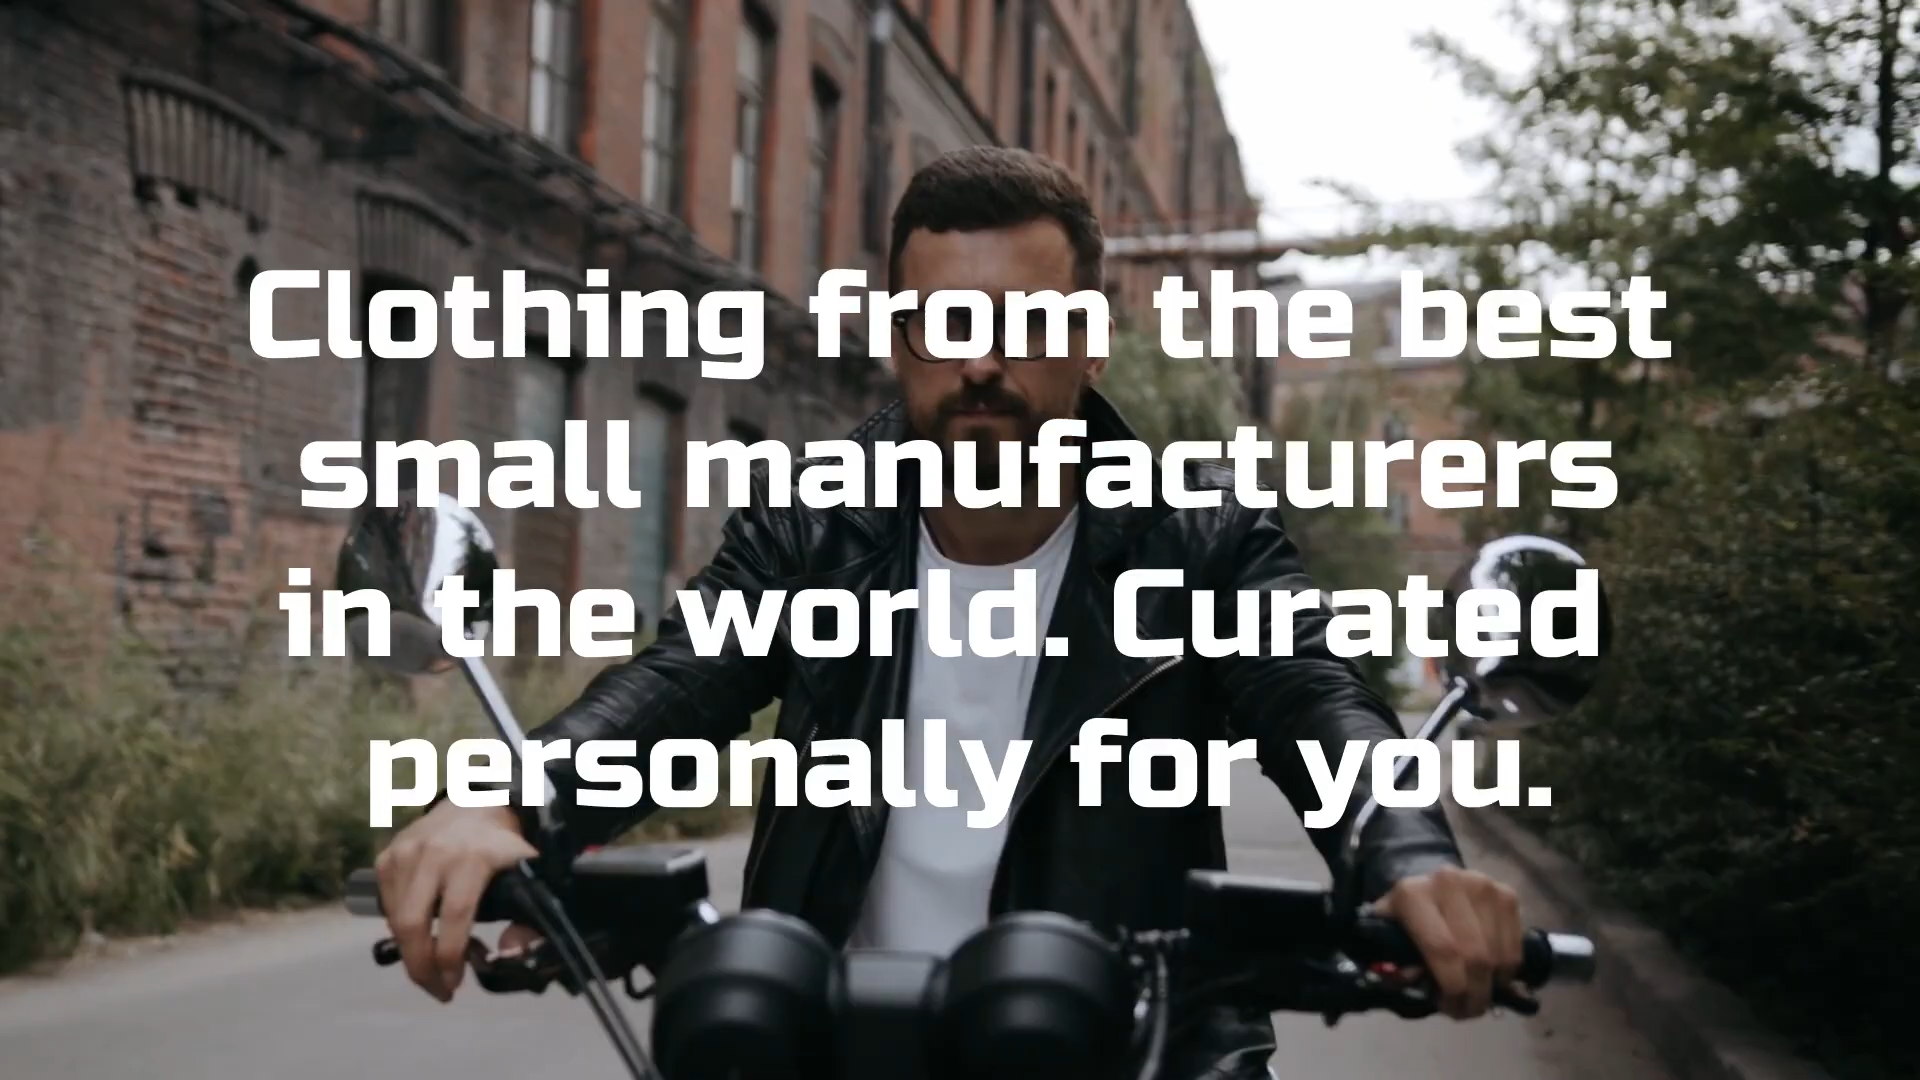 Clothing from the best
small manufacturers
in the world. Curated
personally for you.